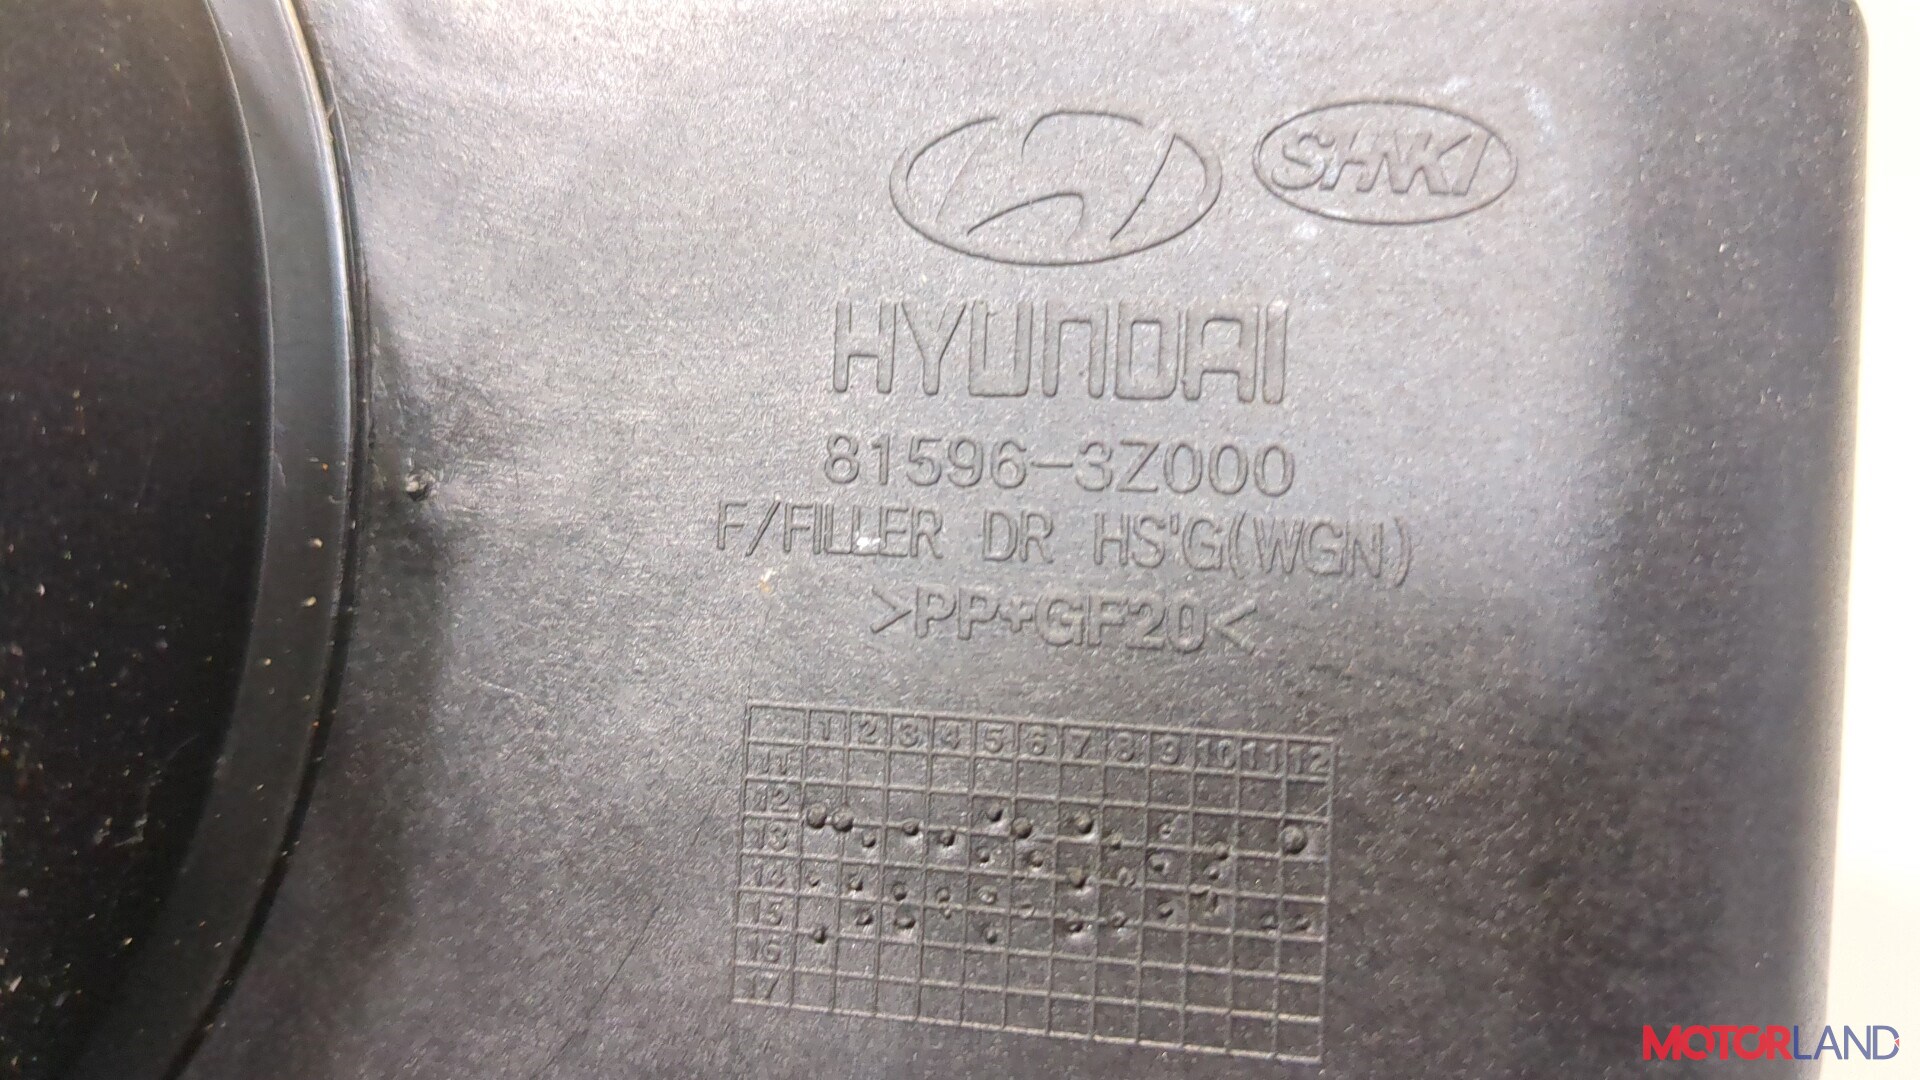 SHAKI
HYUNDAI
81596-3Z000
F/FILLER DR HS'G(WGN)
>PP+GF20<
1 2 3 4 5 6 7 8 9 10 11 12
11
12
13
14
15
16
17
MOTORLAND